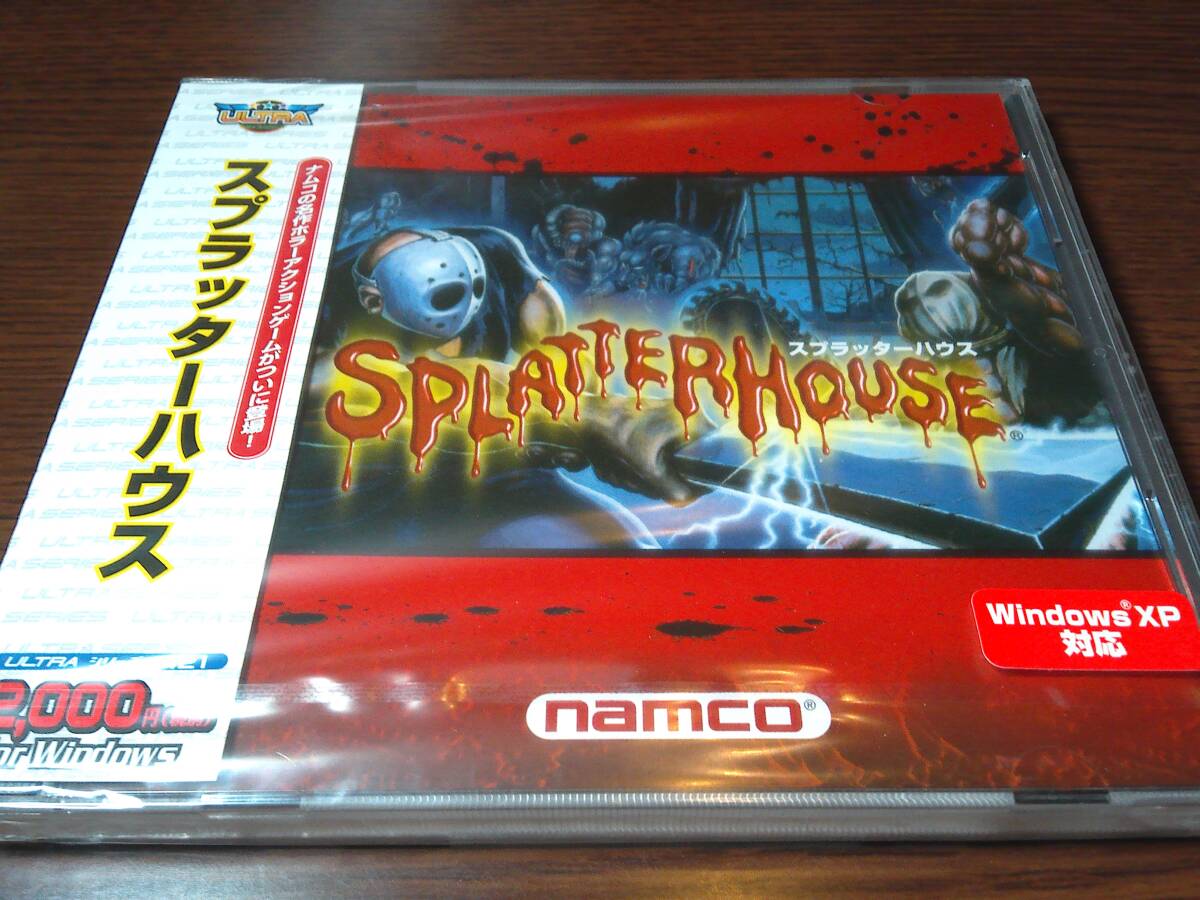 ULTRA
スプラッターハウス
ナムコの名作ホラーアクションゲームがついに登場！
ULTRA
2,000円
for Windows
スプラッターハウス
SPLATTERHOUSE®
Windows® XP
対応
namco®